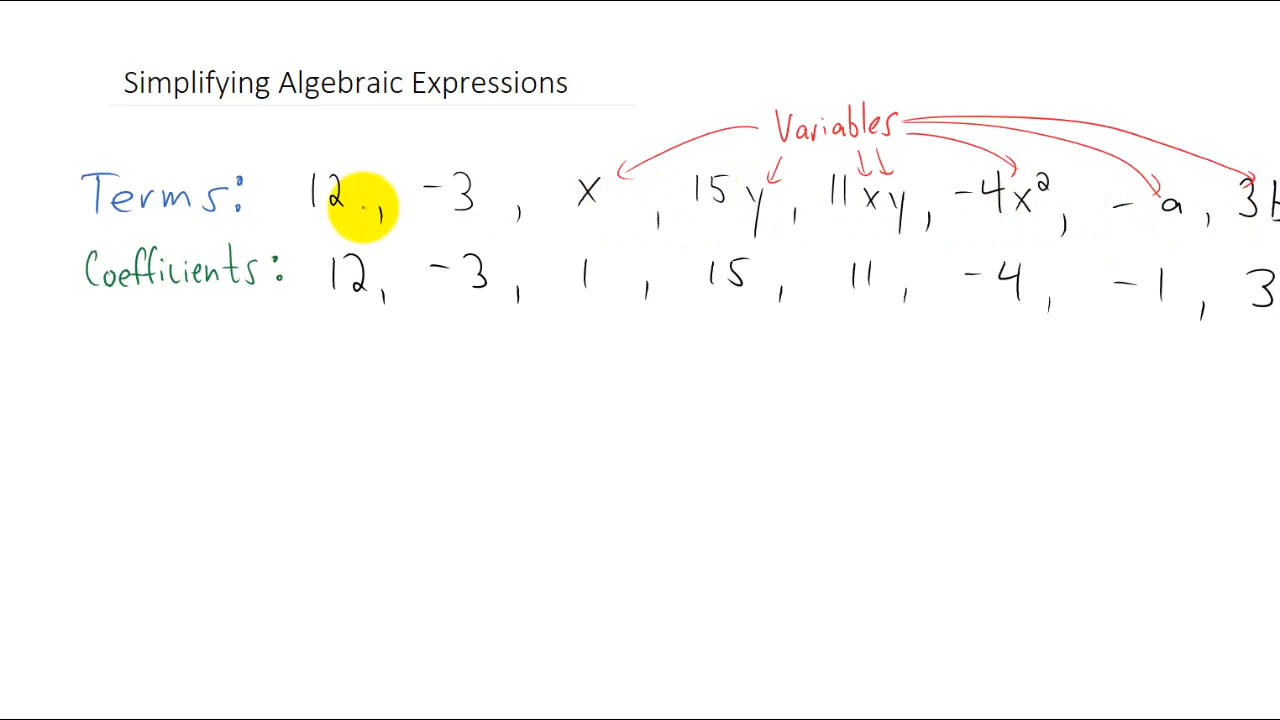 Simplifying Algebraic Expressions
Variables
Terms: 12, -3, x, 15y, 11xy, -4x², -a, 3b
Coefficients: 12, -3, 1, 15, 11, -4, -1, 3